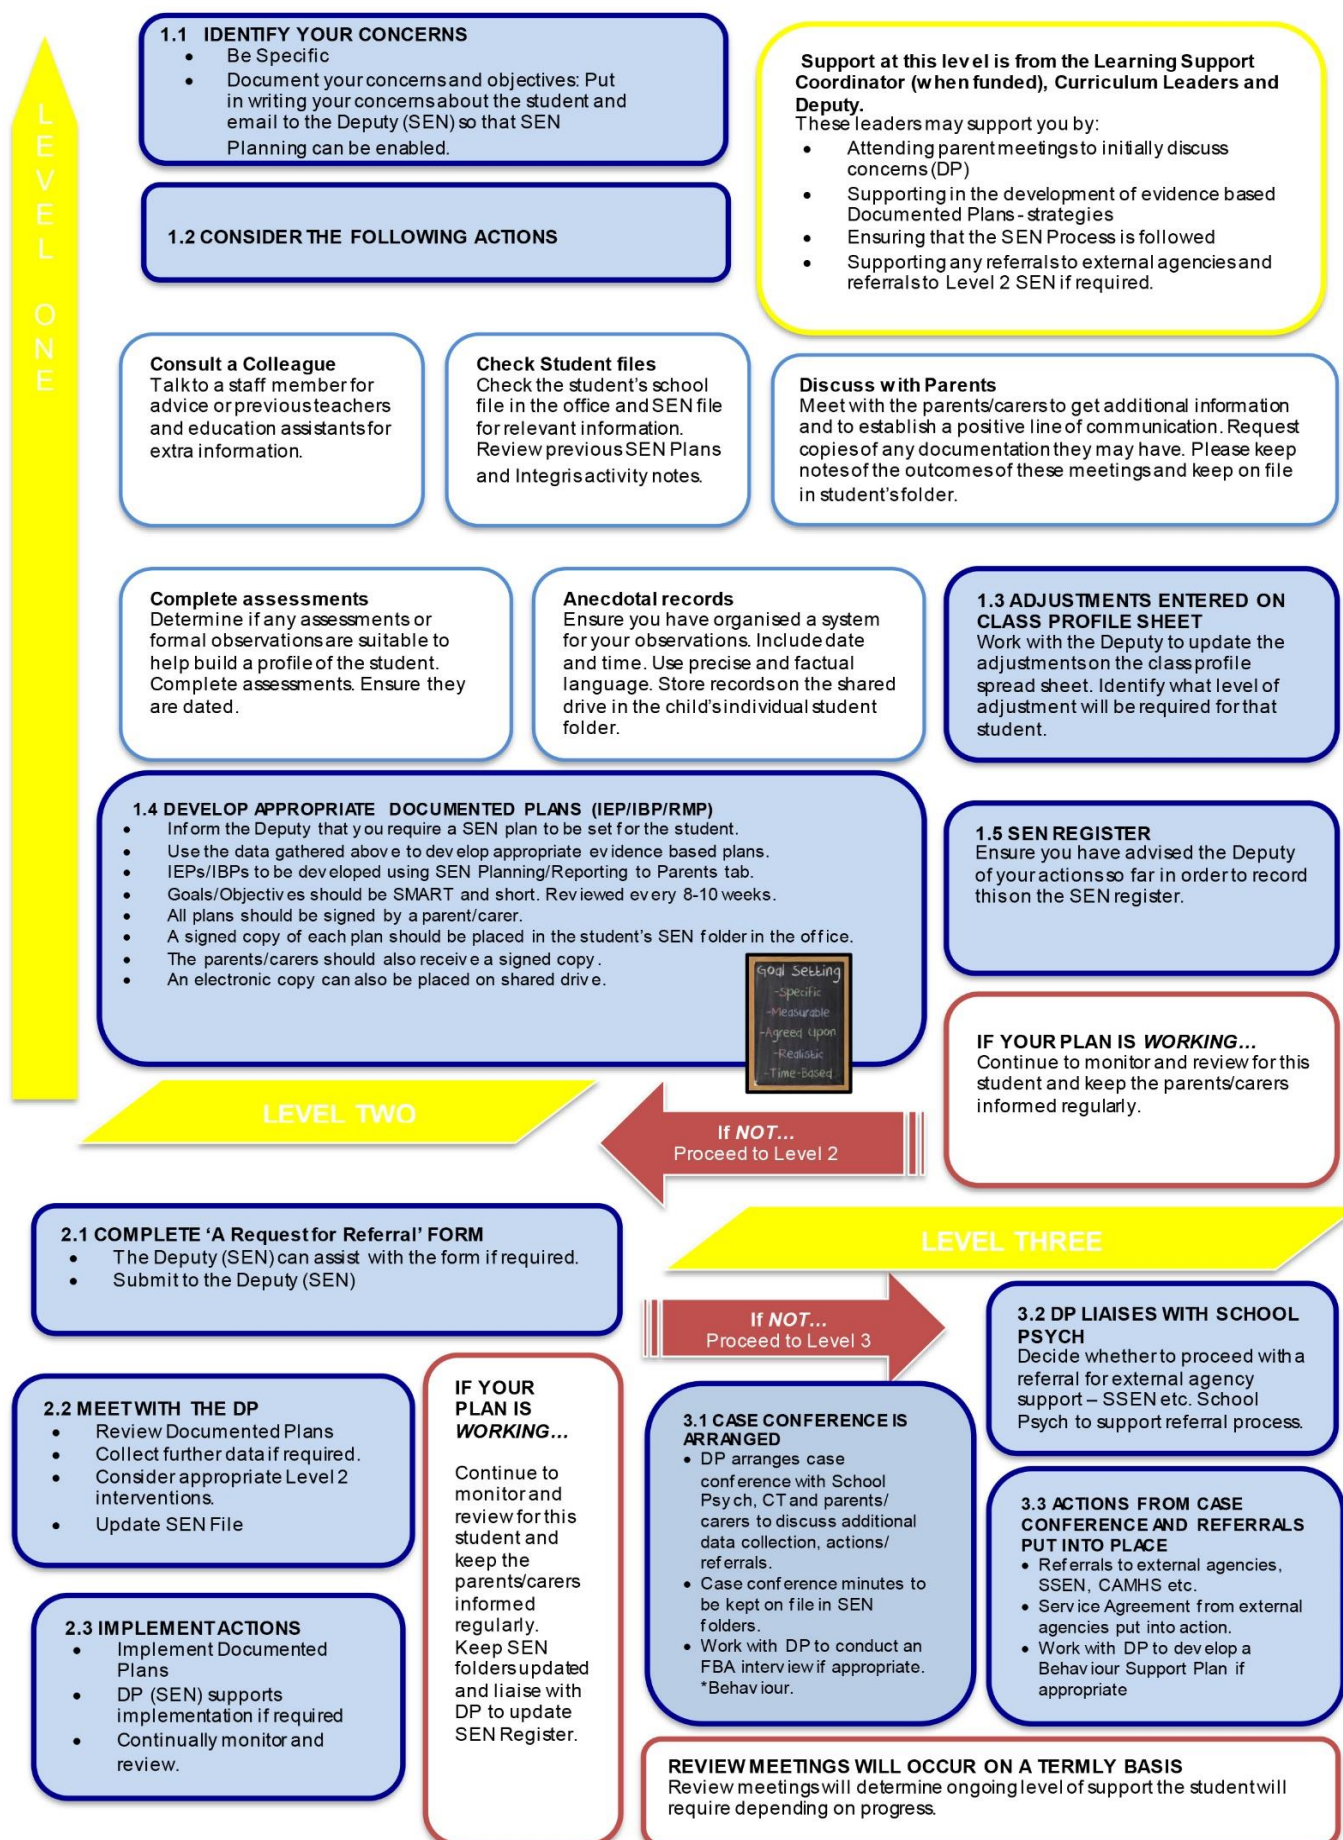 LEVEL ONE
1.1 IDENTIFY YOUR CONCERNS
• Be Specific
• Document your concerns and objectives: Put
in writing your concerns about the student and
email to the Deputy (SEN) so that SEN
Planning can be enabled.
Support at this level is from the Learning Support
Coordinator (when funded), Curriculum Leaders and
Deputy.
These leaders may support you by:
• Attending parent meetings to initially discuss
concerns (DP)
• Supporting in the development of evidence based
Documented Plans - strategies
• Ensuring that the SEN Process is followed
• Supporting any referrals to external agencies and
referrals to Level 2 SEN if required.
1.2 CONSIDER THE FOLLOWING ACTIONS
Consult a Colleague
Talk to a staff member for
advice or previous teachers
and education assistants for
extra information.
Check Student files
Check the student's school
file in the office and SEN file
for relevant information.
Review previous SEN Plans
and Integris activity notes.
Discuss with Parents
Meet with the parents/carers to get additional information
and to establish a positive line of communication. Request
copies of any documentation they may have. Please keep
notes of the outcomes of these meetings and keep on file
in student's folder.
Complete assessments
Determine if any assessments or
formal observations are suitable to
help build a profile of the student.
Complete assessments. Ensure they
are dated.
Anecdotal records
Ensure you have organised a system
for your observations. Include date
and time. Use precise and factual
language. Store records on the shared
drive in the child's individual student
folder.
1.3 ADJUSTMENTS ENTERED ON
CLASS PROFILE SHEET
Work with the Deputy to update the
adjustments on the class profile
spread sheet. Identify what level of
adjustment will be required for that
student.
1.4 DEVELOP APPROPRIATE DOCUMENTED PLANS (IEP/IBP/RMP)
• Inform the Deputy that you require a SEN plan to be set for the student.
• Use the data gathered above to develop appropriate evidence based plans.
• IEPs/IBPs to be developed using SEN Planning/Reporting to Parents tab.
• Goals/Objectives should be SMART and short. Reviewed every 8-10 weeks.
• All plans should be signed by a parent/carer.
• A signed copy of each plan should be placed in the student's SEN folder in the office.
• The parents/carers should also receive a signed copy.
• An electronic copy can also be placed on shared drive.
Goal Setting
-Specific
-Measurable
-Agreed Upon
-Realistic
-Time-Based
1.5 SEN REGISTER
Ensure you have advised the Deputy
of your actions so far in order to record
this on the SEN register.
IF YOUR PLAN IS WORKING...
Continue to monitor and review for this
student and keep the parents/carers
informed regularly.
LEVEL TWO
If NOT...
Proceed to Level 2
2.1 COMPLETE 'A Request for Referral' FORM
• The Deputy (SEN) can assist with the form if required.
• Submit to the Deputy (SEN)
LEVEL THREE
If NOT...
Proceed to Level 3
2.2 MEET WITH THE DP
• Review Documented Plans
• Collect further data if required.
• Consider appropriate Level 2
interventions.
• Update SEN File
2.3 IMPLEMENT ACTIONS
• Implement Documented
Plans
• DP (SEN) supports
implementation if required
• Continually monitor and
review.
IF YOUR
PLAN IS
WORKING...
Continue to
monitor and
review for this
student and
keep the
parents/carers
informed
regularly.
Keep SEN
folders updated
and liaise with
DP to update
SEN Register.
3.1 CASE CONFERENCE IS
ARRANGED
• DP arranges case
conference with School
Psych, CT and parents/
carers to discuss additional
data collection, actions/
referrals.
• Case conference minutes to
be kept on file in SEN
folders.
• Work with DP to conduct an
FBA interview if appropriate.
*Behaviour.
3.2 DP LIAISES WITH SCHOOL
PSYCH
Decide whether to proceed with a
referral for external agency
support – SSEN etc. School
Psych to support referral process.
3.3 ACTIONS FROM CASE
CONFERENCE AND REFERRALS
PUT INTO PLACE
• Referrals to external agencies,
SSEN, CAMHS etc.
• Service Agreement from external
agencies put into action.
• Work with DP to develop a
Behaviour Support Plan if
appropriate
REVIEW MEETINGS WILL OCCUR ON A TERMLY BASIS
Review meetings will determine ongoing level of support the student will
require depending on progress.